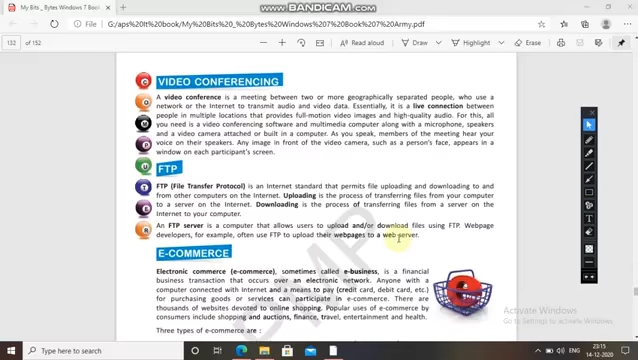 WWW.BANDICAM.COM
G:/aps%20It%20book/My%20Bits%20_%20Bytes%20Windows%207%20Book%20%207%20Army.pdf
132 of 152
Read aloud
Draw
Highlight
Erase
VIDEO CONFERENCING
A video conference is a meeting between two or more geographically separated people, who use a
network or the Internet to transmit audio and video data. Essentially, it is a live connection between
people in multiple locations that provides full-motion video images and high-quality audio. For this, all
you need is a video conferencing software and multimedia computer along with a microphone, speakers
and a video camera attached or built in a computer. As you speak, members of the meeting hear your
voice on their speakers. Any image in front of the video camera, such as a person's face, appears in a
window on each participant's screen.
C
O
M
P
U
T
E
R
FTP
FTP (File Transfer Protocol) is an Internet standard that permits file uploading and downloading to and
from other computers on the Internet. Uploading is the process of transferring files from your computer
to a server on the Internet. Downloading is the process of transferring files from a server on the
Internet to your computer.
An FTP server is a computer that allows users to upload and/or download files using FTP. Webpage
developers, for example, often use FTP to upload their webpages to a web server.
E-COMMERCE
Electronic commerce (e-commerce), sometimes called e-business, is a financial
business transaction that occurs over an electronic network. Anyone with a
computer connected with Internet and a means to pay (credit card, debit card, etc.)
for purchasing goods or services can participate in e-commerce. There are
thousands of websites devoted to online shopping. Popular uses of e-commerce by
consumers include shopping and auctions, finance, travel, entertainment and health.
Three types of e-commerce are :
Activate Windows
Go to Settings to activate Windows.
Type here to search
ENG
23:15
14-12-2020